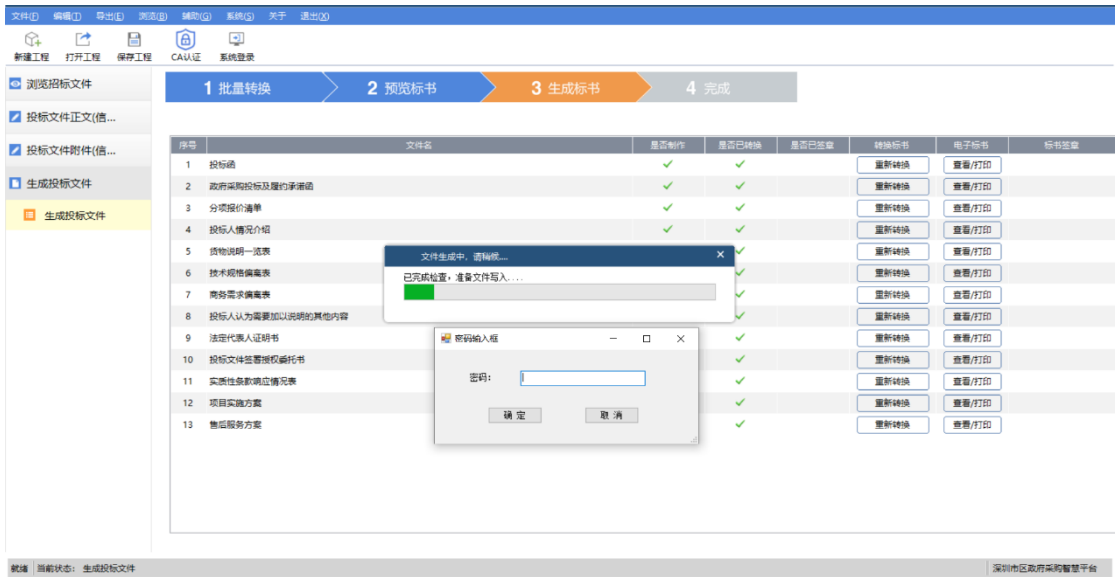 文件(F) 编辑(T) 导出(E) 浏览(B) 辅助(G) 系统(S) 关于 退出(X)
新建工程 打开工程 保存工程 CA认证 系统登录
浏览招标文件
投标文件正文(信...
投标文件附件(信...
生成投标文件
生成投标文件
1 批量转换 2 预览标书 3 生成标书 4 完成
序号 文件名 是否制作 是否已转换 是否已签章 转换标书 电子标书 标书签章
1 投标函 重新转换 查看/打印
2 政府采购投标及履约承诺函 重新转换 查看/打印
3 分项报价清单 重新转换 查看/打印
4 投标人情况介绍 重新转换 查看/打印
5 货物说明一览表 重新转换 查看/打印
6 技术规格偏离表 重新转换 查看/打印
7 商务需求偏离表 重新转换 查看/打印
8 投标人认为需要加以说明的其他内容 重新转换 查看/打印
9 法定代表人证明书 重新转换 查看/打印
10 投标文件签署授权委托书 重新转换 查看/打印
11 实质性条款响应情况表 重新转换 查看/打印
12 项目实施方案 重新转换 查看/打印
13 售后服务方案 重新转换 查看/打印
文件生成中，请稍候....
已完成检查，准备文件写入....
密码输入框
密码：
确 定 取 消
就绪 当前状态： 生成投标文件 深圳市区政府采购智慧平台